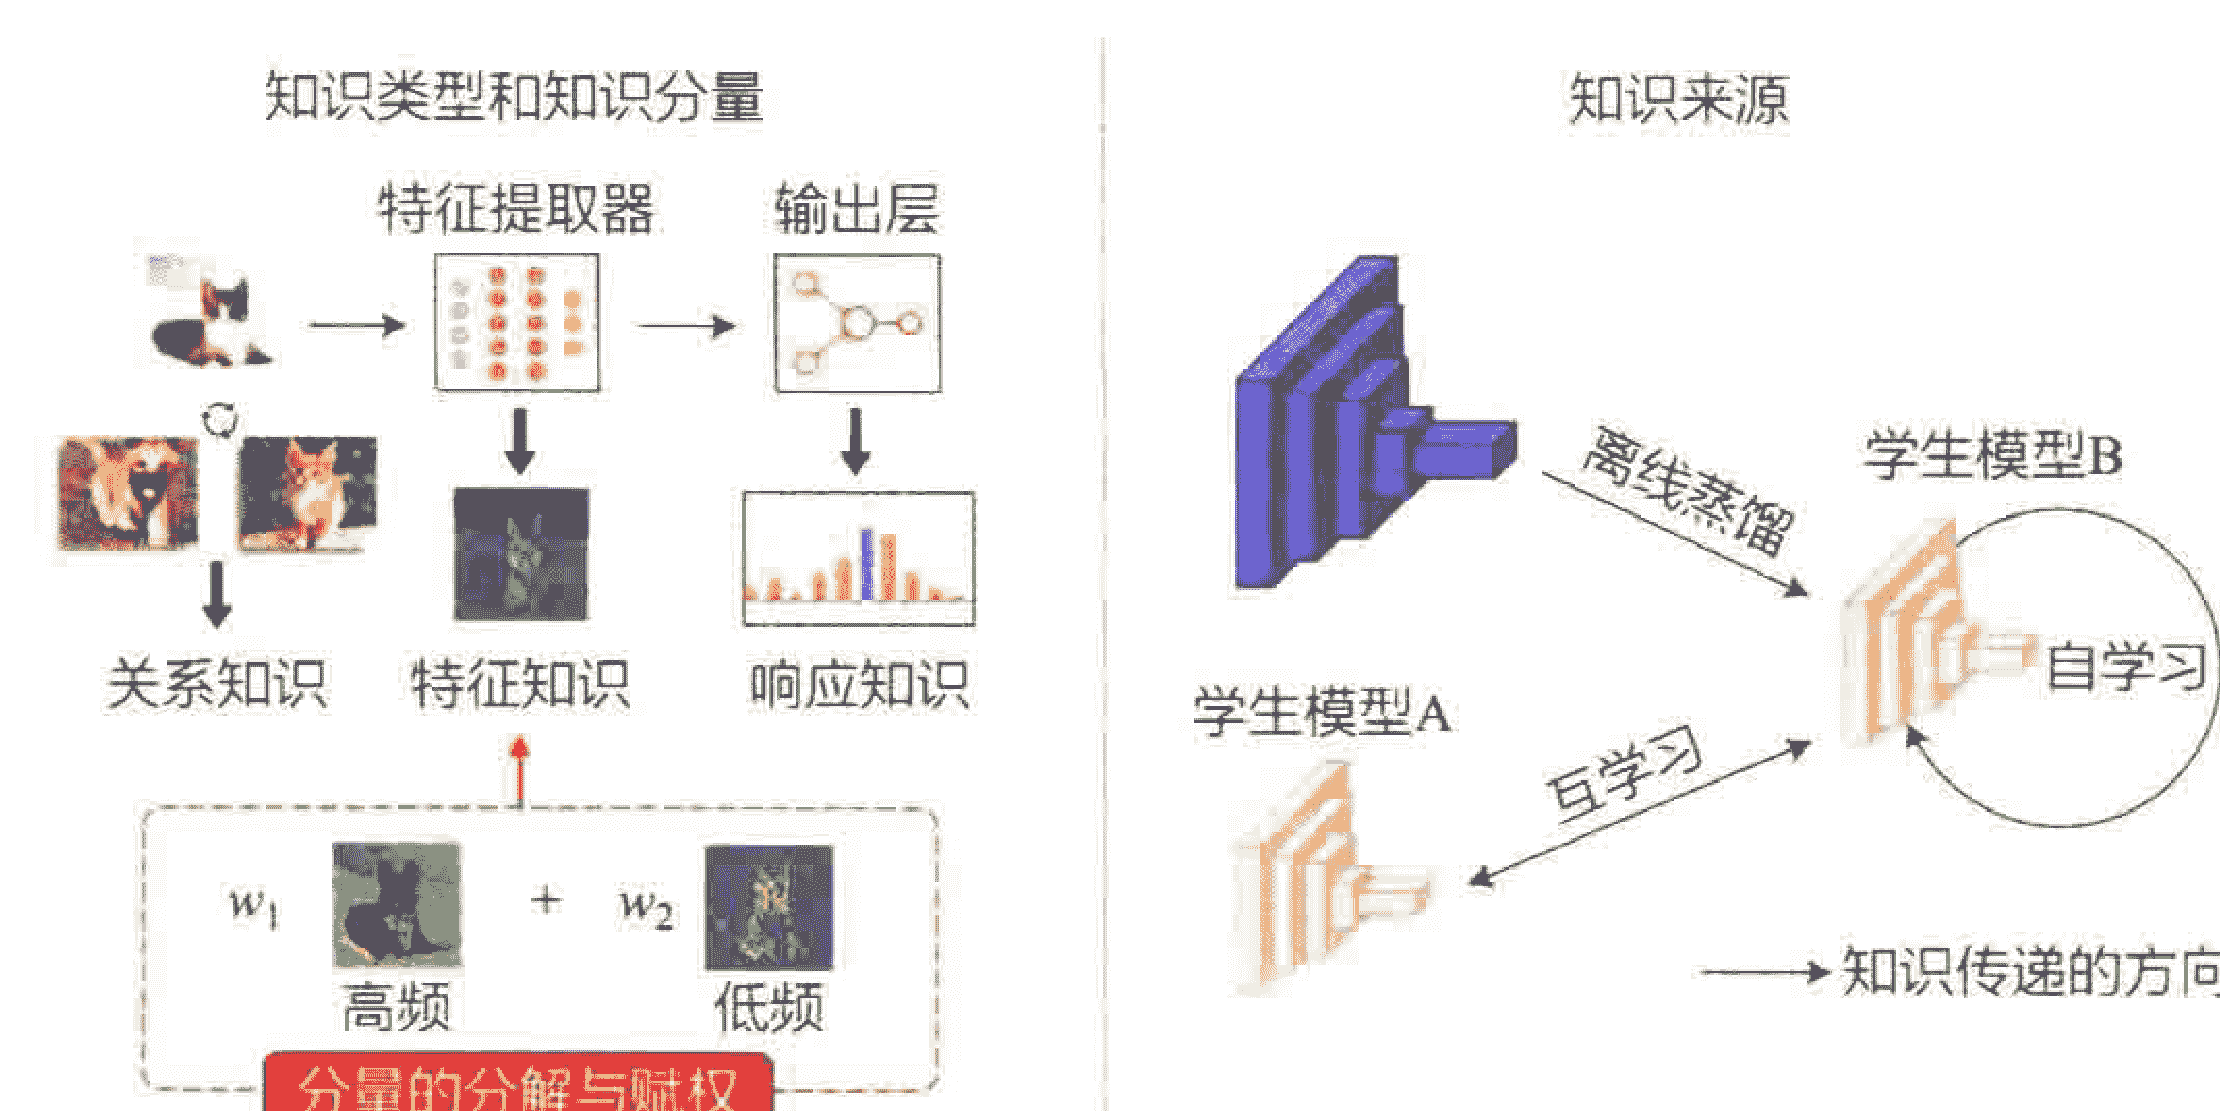 知识类型和知识分量
特征提取器
输出层
关系知识
特征知识
响应知识
w1
+
w2
高频
低频
分量的分解与赋权
知识来源
离线蒸馏
学生模型B
自学习
学生模型A
互学习
知识传递的方向